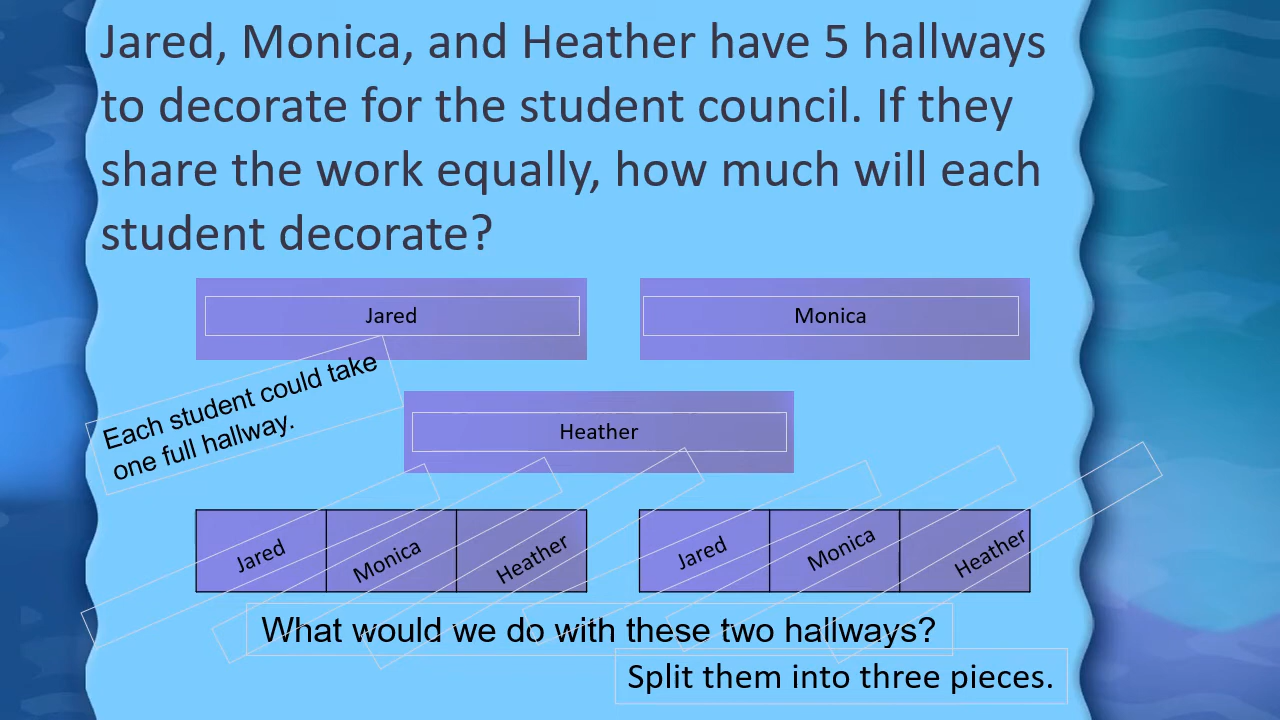 Jared, Monica, and Heather have 5 hallways
to decorate for the student council. If they
share the work equally, how much will each
student decorate?
Jared
Monica
Each student could take
one full hallway.
Heather
Jared
Monica
Heather
Jared
Monica
Heather
What would we do with these two hallways?
Split them into three pieces.